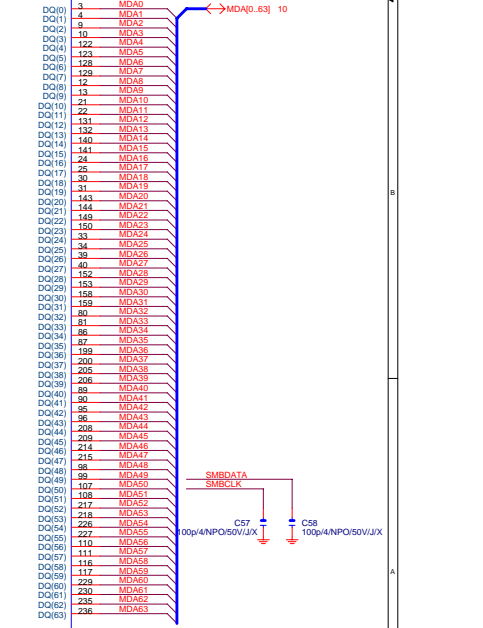 MDA[0..63] 10
DQ(0) 3 MDA0
DQ(1) 4 MDA1
DQ(2) 9 MDA2
DQ(3) 10 MDA3
DQ(4) 122 MDA4
DQ(5) 123 MDA5
DQ(6) 128 MDA6
DQ(7) 129 MDA7
DQ(8) 12 MDA8
DQ(9) 13 MDA9
DQ(10) 21 MDA10
DQ(11) 22 MDA11
DQ(12) 131 MDA12
DQ(13) 132 MDA13
DQ(14) 140 MDA14
DQ(15) 141 MDA15
DQ(16) 24 MDA16
DQ(17) 25 MDA17
DQ(18) 30 MDA18
DQ(19) 31 MDA19
DQ(20) 143 MDA20
DQ(21) 144 MDA21
DQ(22) 149 MDA22
DQ(23) 150 MDA23
DQ(24) 33 MDA24
DQ(25) 34 MDA25
DQ(26) 39 MDA26
DQ(27) 40 MDA27
DQ(28) 152 MDA28
DQ(29) 153 MDA29
DQ(30) 158 MDA30
DQ(31) 159 MDA31
DQ(32) 80 MDA32
DQ(33) 81 MDA33
DQ(34) 86 MDA34
DQ(35) 87 MDA35
DQ(36) 199 MDA36
DQ(37) 200 MDA37
DQ(38) 205 MDA38
DQ(39) 206 MDA39
DQ(40) 89 MDA40
DQ(41) 90 MDA41
DQ(42) 95 MDA42
DQ(43) 96 MDA43
DQ(44) 208 MDA44
DQ(45) 209 MDA45
DQ(46) 214 MDA46
DQ(47) 215 MDA47
DQ(48) 98 MDA48
DQ(49) 99 MDA49
DQ(50) 107 MDA50
DQ(51) 108 MDA51
DQ(52) 217 MDA52
DQ(53) 218 MDA53
DQ(54) 226 MDA54
DQ(55) 227 MDA55
DQ(56) 110 MDA56
DQ(57) 111 MDA57
DQ(58) 116 MDA58
DQ(59) 117 MDA59
DQ(60) 229 MDA60
DQ(61) 230 MDA61
DQ(62) 235 MDA62
DQ(63) 236 MDA63
SMBDATA
SMBCLK
C57
100p/4/NPO/50V/J/X
C58
100p/4/NPO/50V/J/X
B
A